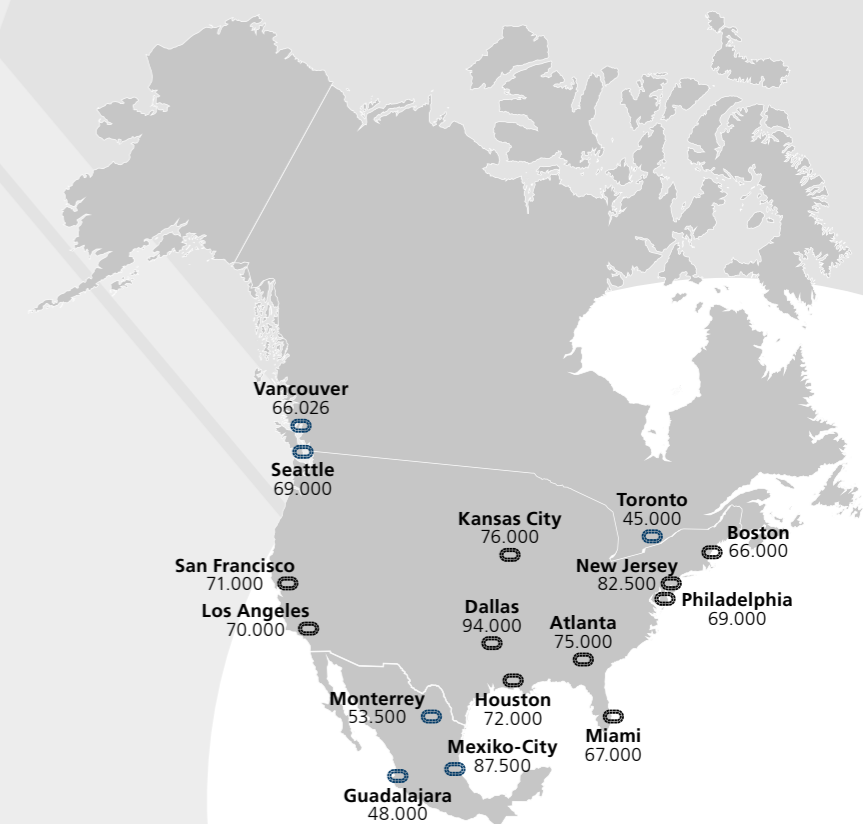 Vancouver
66.026
Seattle
69.000
Kansas City
76.000
Toronto
45.000
Boston
66.000
San Francisco
71.000
New Jersey
82.500
Philadelphia
69.000
Los Angeles
70.000
Dallas
94.000
Atlanta
75.000
Monterrey
53.500
Houston
72.000
Miami
67.000
Mexiko-City
87.500
Guadalajara
48.000